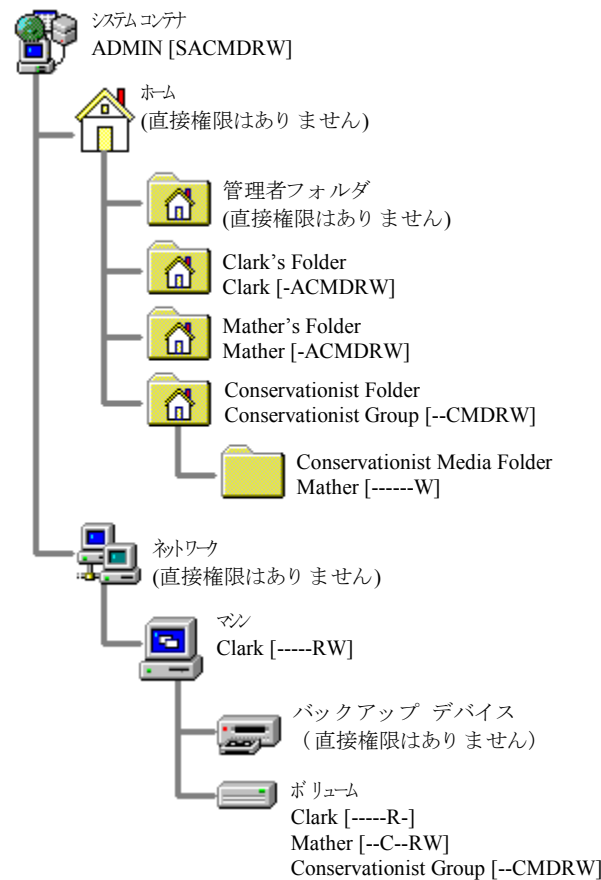 システム コンテナ
ADMIN [SACMDRW]
ホーム
(直接権限はあり ません)
管理者フォルダ
(直接権限はあり ません)
Clark's Folder
Clark [-ACMDRW]
Mather's Folder
Mather [-ACMDRW]
Conservationist Folder
Conservationist Group [--CMDRW]
Conservationist Media Folder
Mather [------W]
ネットワーク
(直接権限はあり ません)
マシン
Clark [-----RW]
バックアップ デバイス
（直接権限はあり ません）
ボリューム
Clark [-----R-]
Mather [--C--RW]
Conservationist Group [--CMDRW]